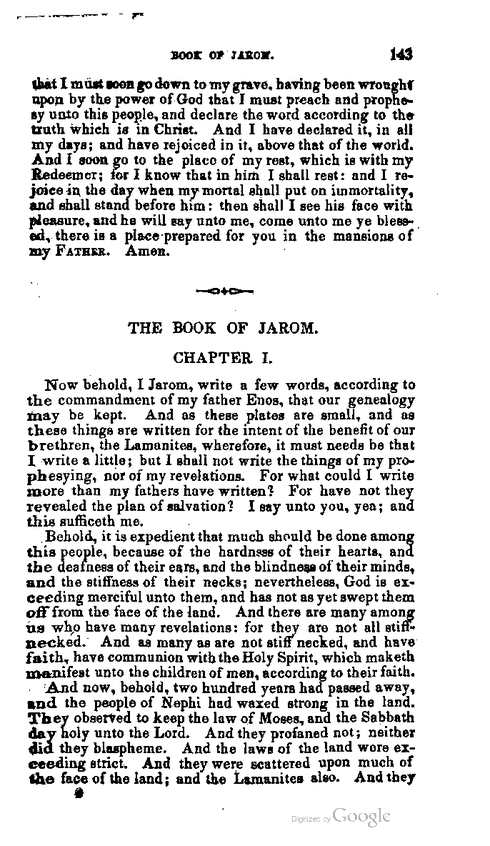 BOOK OF JAROM. 143
that I must soon go down to my grave, having been wrought
upon by the power of God that I must preach and prophe-
sy unto this people, and declare the word according to the
truth which is in Christ. And I have declared it, in all
my days; and have rejoiced in it, above that of the world.
And I soon go to the place of my rest, which is with my
Redeemer; for I know that in him I shall rest: and I re-
joice in the day when my mortal shall put on immortality,
and shall stand before him: then shall I see his face with
pleasure, and he will say unto me, come unto me ye bless-
ed, there is a place prepared for you in the mansions of
my FATHER. Amen.
THE BOOK OF JAROM.
CHAPTER I.
Now behold, I Jarom, write a few words, according to
the commandment of my father Enos, that our genealogy
may be kept. And as these plates are small, and as
these things are written for the intent of the benefit of our
brethren, the Lamanites, wherefore, it must needs be that
I write a little; but I shall not write the things of my pro-
phesying, nor of my revelations. For what could I write
more than my fathers have written? For have not they
revealed the plan of salvation? I say unto you, yea; and
this sufficeth me.
Behold, it is expedient that much should be done among
this people, because of the hardness of their hearts, and
the deafness of their ears, and the blindness of their minds,
and the stiffness of their necks; nevertheless, God is ex-
ceeding merciful unto them, and has not as yet swept them
off from the face of the land. And there are many among
us who have many revelations: for they are not all stiff-
necked. And as many as are not stiff necked, and have
faith, have communion with the Holy Spirit, which maketh
manifest unto the children of men, according to their faith.
And now, behold, two hundred years had passed away,
and the people of Nephi had waxed strong in the land.
They observed to keep the law of Moses, and the Sabbath
day holy unto the Lord. And they profaned not; neither
did they blaspheme. And the laws of the land were ex-
ceeding strict. And they were scattered upon much of
the face of the land; and the Lamanites also. And they
Digitized by Google